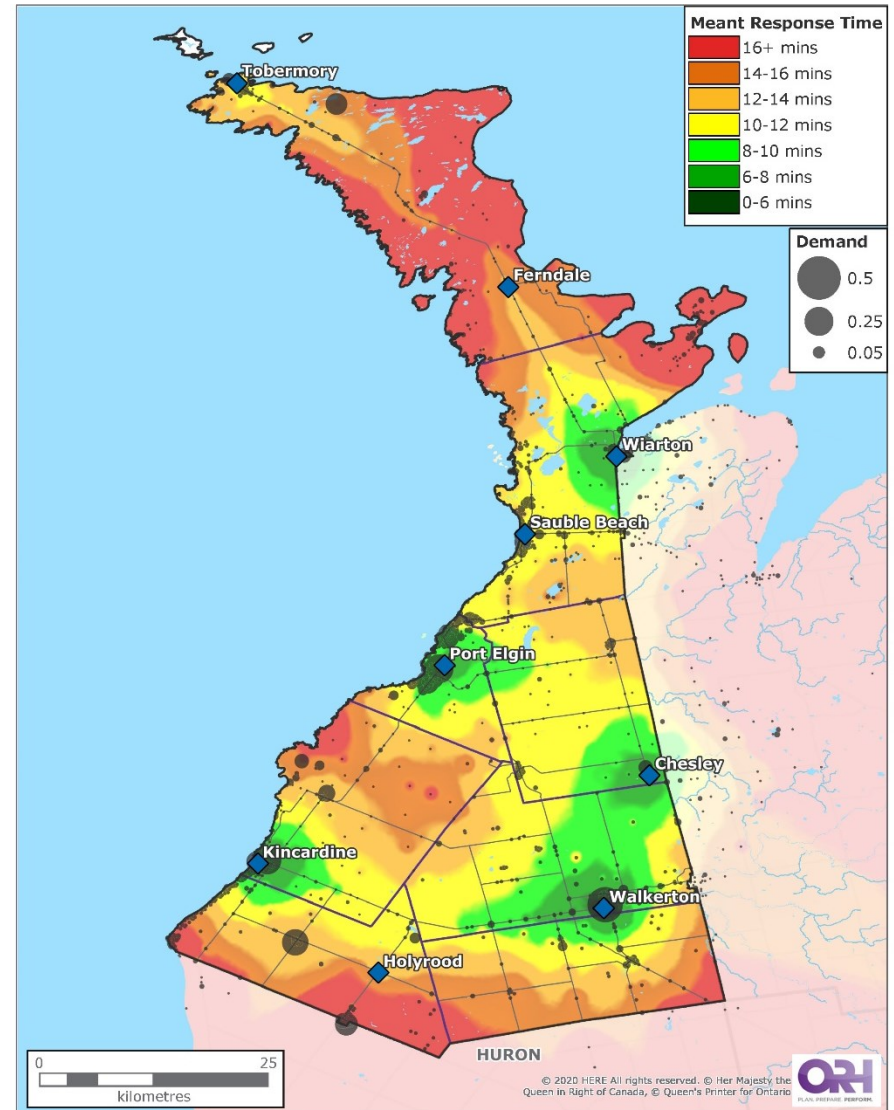 Meant Response Time
16+ mins
14-16 mins
12-14 mins
10-12 mins
8-10 mins
6-8 mins
0-6 mins
Demand
0.5
0.25
0.05
Tobermory
Ferndale
Wiarton
Sauble Beach
Port Elgin
Chesley
Kincardine
Walkerton
Holyrood
HURON
0 25
kilometres
© 2020 HERE All rights reserved. © Her Majesty the
Queen in Right of Canada, © Queen's Printer for Ontario
ORH
PLAN. PREPARE. PERFORM.